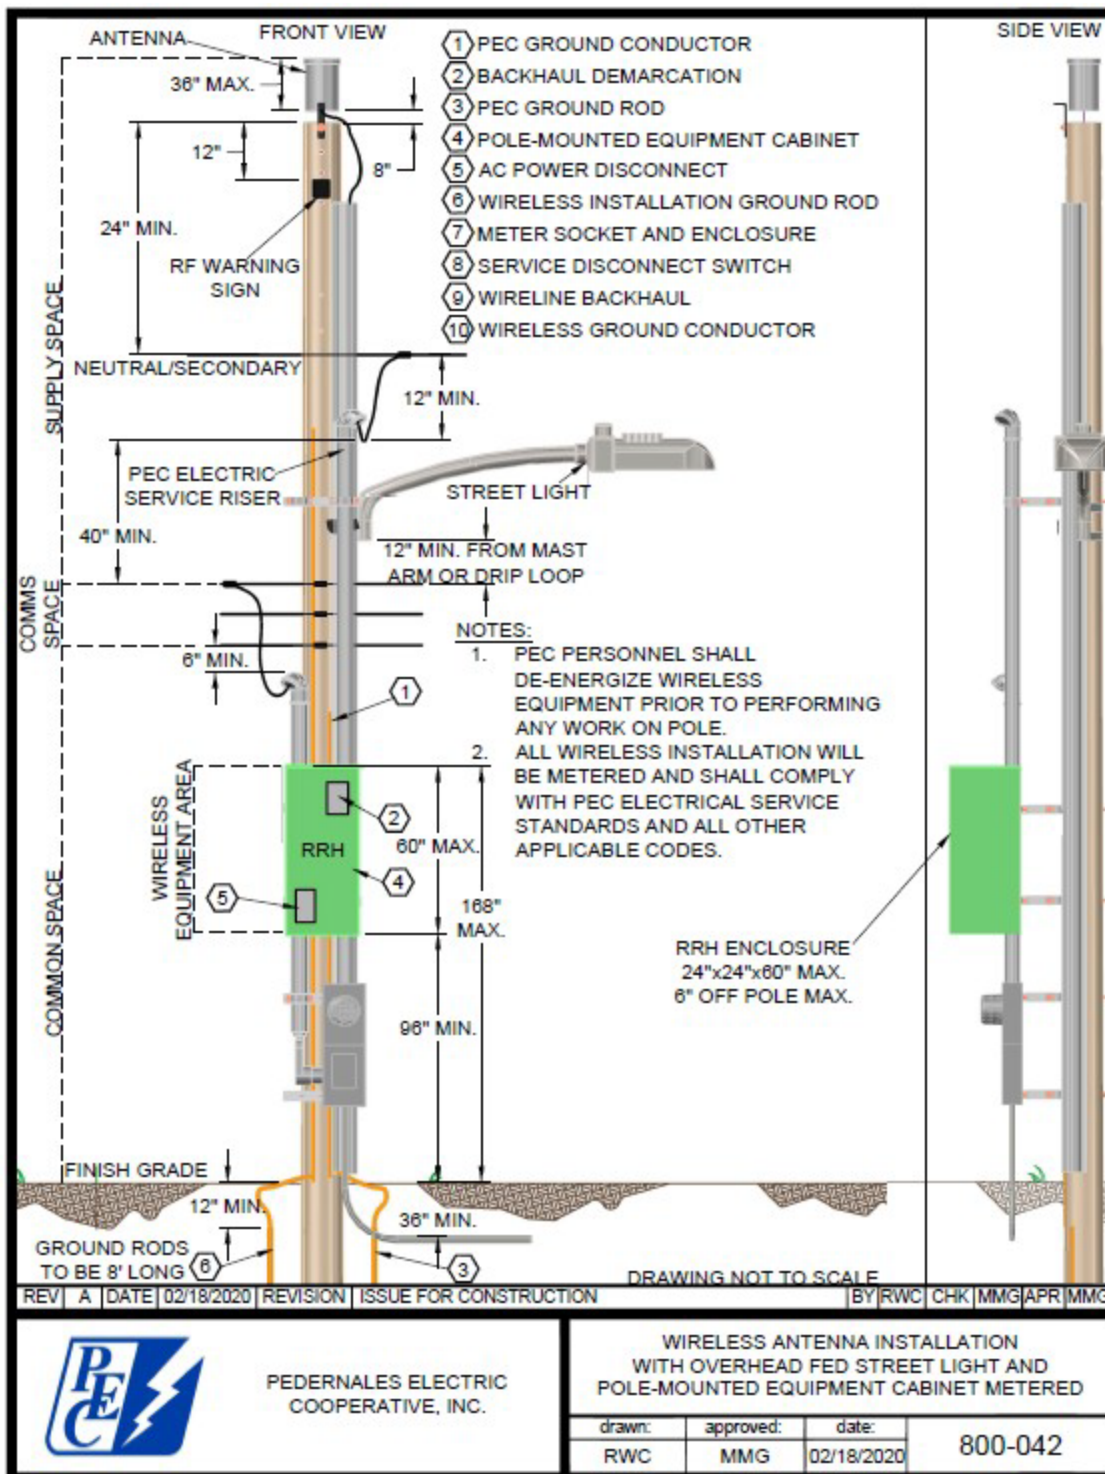 FRONT VIEW
SIDE VIEW
ANTENNA
36" MAX.
12"
8"
24" MIN.
RF WARNING
SIGN
SUPPLY SPACE
NEUTRAL/SECONDARY
12" MIN.
1 PEC GROUND CONDUCTOR
2 BACKHAUL DEMARCATION
3 PEC GROUND ROD
4 POLE-MOUNTED EQUIPMENT CABINET
5 AC POWER DISCONNECT
6 WIRELESS INSTALLATION GROUND ROD
7 METER SOCKET AND ENCLOSURE
8 SERVICE DISCONNECT SWITCH
9 WIRELINE BACKHAUL
10 WIRELESS GROUND CONDUCTOR
PEC ELECTRIC
SERVICE RISER
STREET LIGHT
40" MIN.
12" MIN. FROM MAST
ARM OR DRIP LOOP
COMMS
SPACE
6" MIN.
1
NOTES:
1. PEC PERSONNEL SHALL
DE-ENERGIZE WIRELESS
EQUIPMENT PRIOR TO PERFORMING
ANY WORK ON POLE.
2. ALL WIRELESS INSTALLATION WILL
BE METERED AND SHALL COMPLY
WITH PEC ELECTRICAL SERVICE
STANDARDS AND ALL OTHER
APPLICABLE CODES.
WIRELESS
EQUIPMENT AREA
2
RRH
60" MAX.
4
5
168"
MAX.
COMMON SPACE
96" MIN.
RRH ENCLOSURE
24"x24"x60" MAX.
6" OFF POLE MAX.
FINISH GRADE
12" MIN.
36" MIN.
GROUND RODS
TO BE 8' LONG
6
3
DRAWING NOT TO SCALE
REV A DATE 02/18/2020 REVISION ISSUE FOR CONSTRUCTION BY RWC CHK MMG APR MMG
PEC
PEDERNALES ELECTRIC
COOPERATIVE, INC.
WIRELESS ANTENNA INSTALLATION
WITH OVERHEAD FED STREET LIGHT AND
POLE-MOUNTED EQUIPMENT CABINET METERED
drawn: approved: date:
RWC MMG 02/18/2020
800-042